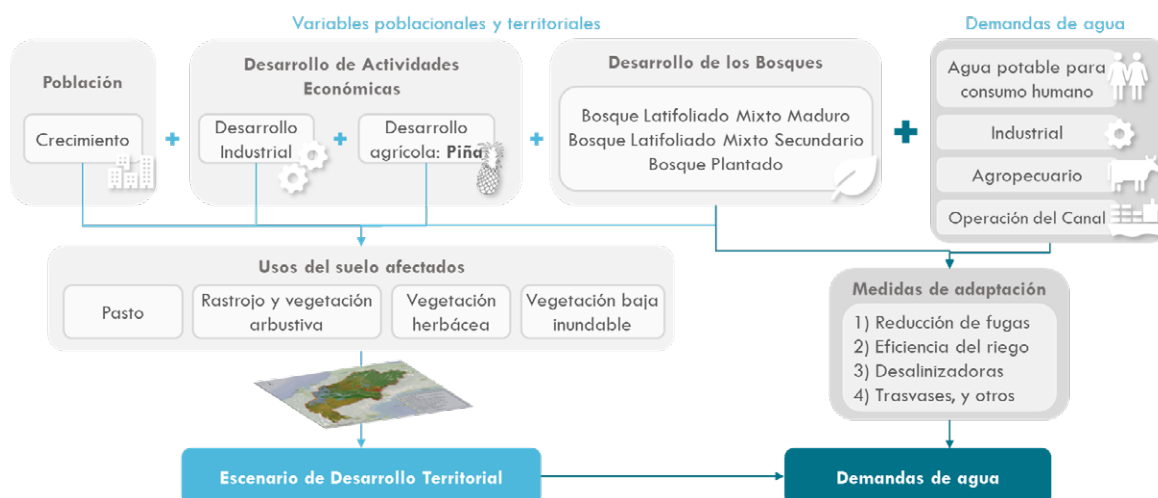 Variables poblacionales y territoriales
Demandas de agua
Población
Crecimiento
Desarrollo de Actividades
Económicas
Desarrollo
Industrial
Desarrollo
agrícola: Piña
Desarrollo de los Bosques
Bosque Latifoliado Mixto Maduro
Bosque Latifoliado Mixto Secundario
Bosque Plantado
Agua potable para
consumo humano
Industrial
Agropecuario
Operación del Canal
Usos del suelo afectados
Pasto
Rastrojo y vegetación
arbustiva
Vegetación
herbácea
Vegetación baja
inundable
Medidas de adaptación
1) Reducción de fugas
2) Eficiencia del riego
3) Desalinizadoras
4) Trasvases, y otros
Escenario de Desarrollo Territorial
Demandas de agua